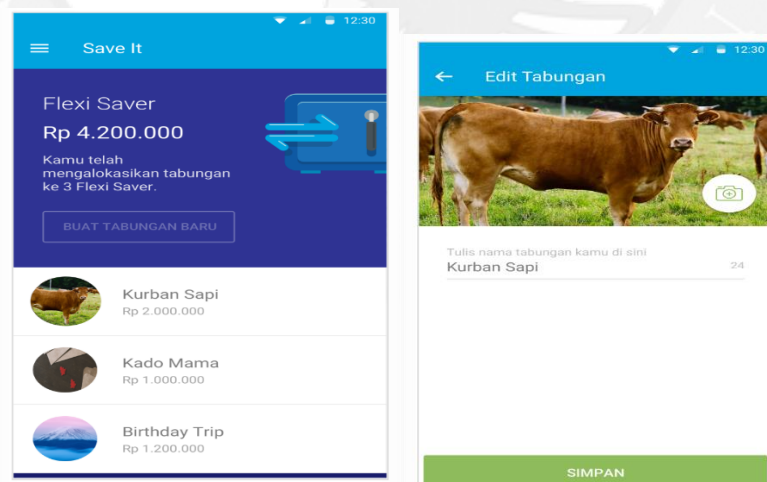 12:30
Save It
Flexi Saver
Rp 4.200.000
Kamu telah
mengalokasikan tabungan
ke 3 Flexi Saver.
BUAT TABUNGAN BARU
Kurban Sapi
Rp 2.000.000
Kado Mama
Rp 1.000.000
Birthday Trip
Rp 1.200.000
12:30
Edit Tabungan
Tulis nama tabungan kamu di sini
Kurban Sapi 24
SIMPAN